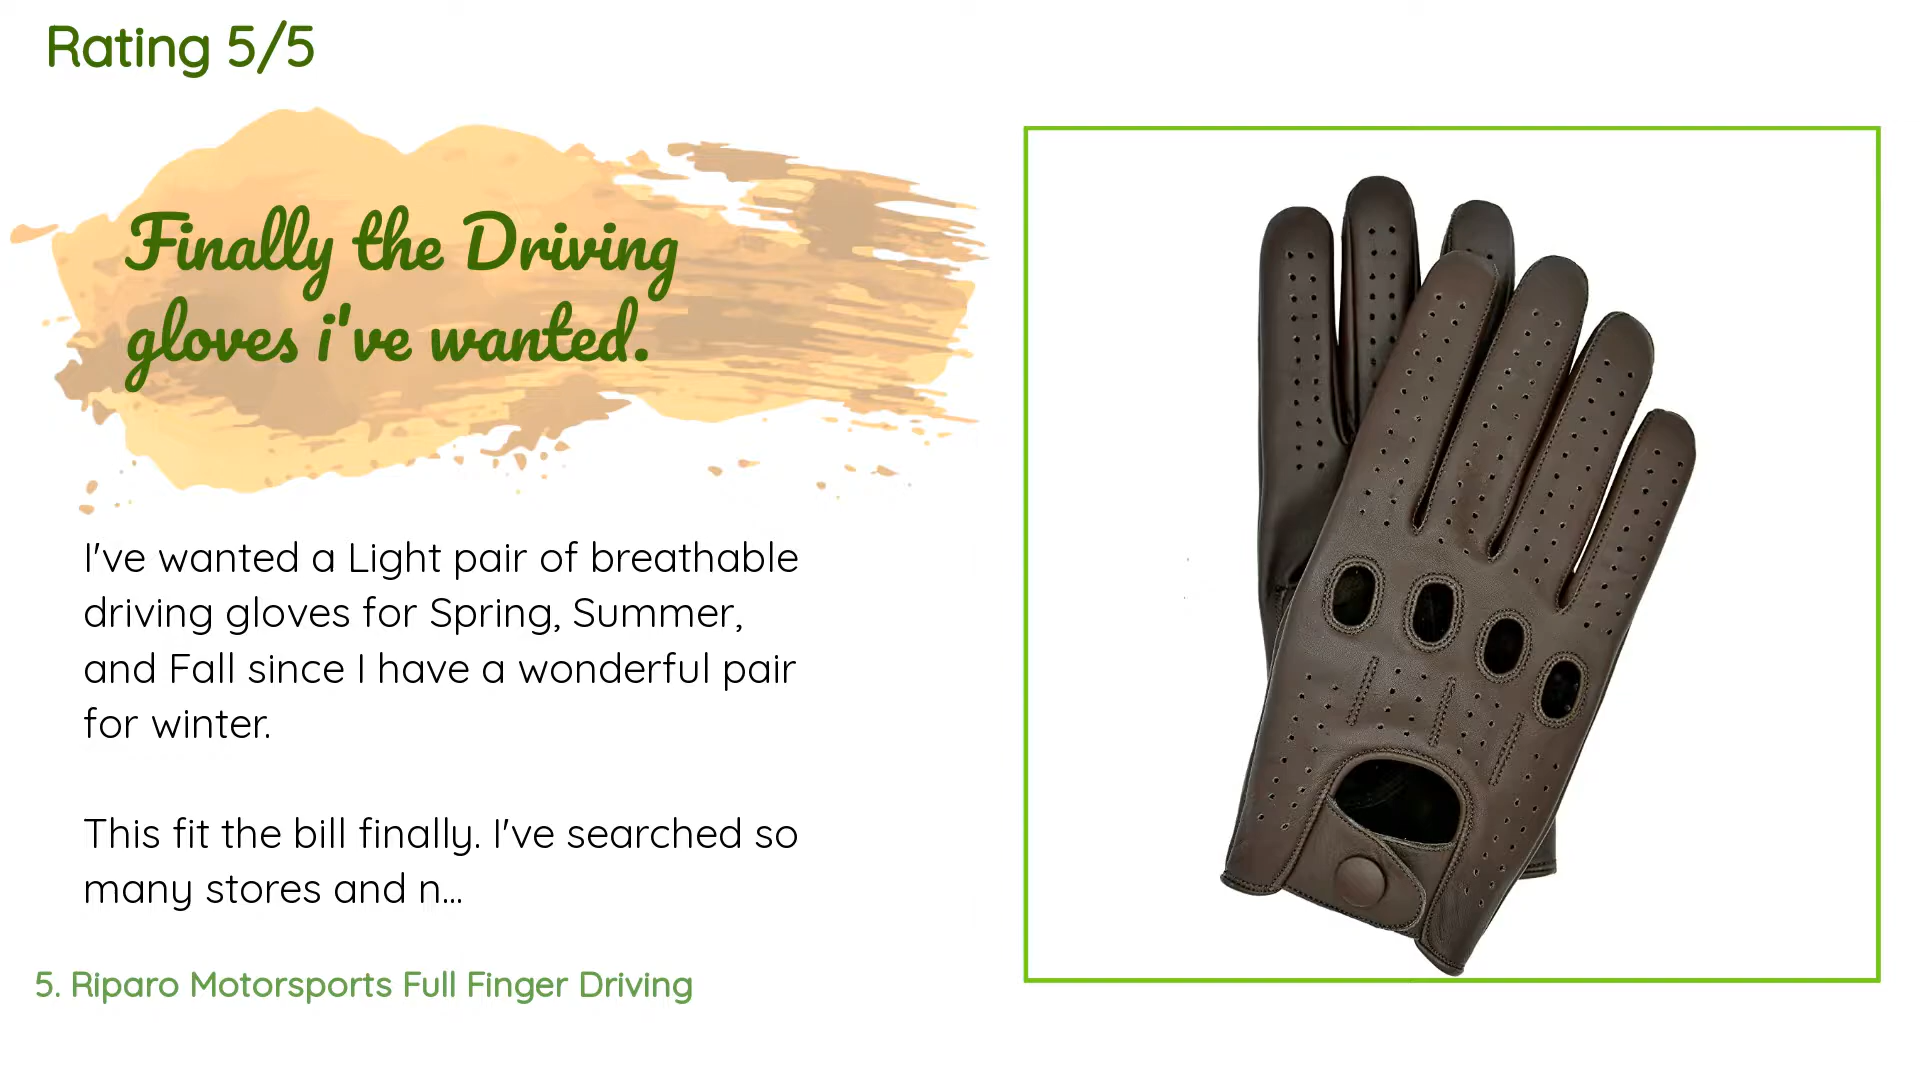 Rating 5/5
Finally the Driving
gloves i've wanted.
I've wanted a Light pair of breathable
driving gloves for Spring, Summer,
and Fall since I have a wonderful pair
for winter.
This fit the bill finally. I've searched so
many stores and n...
5. Riparo Motorsports Full Finger Driving